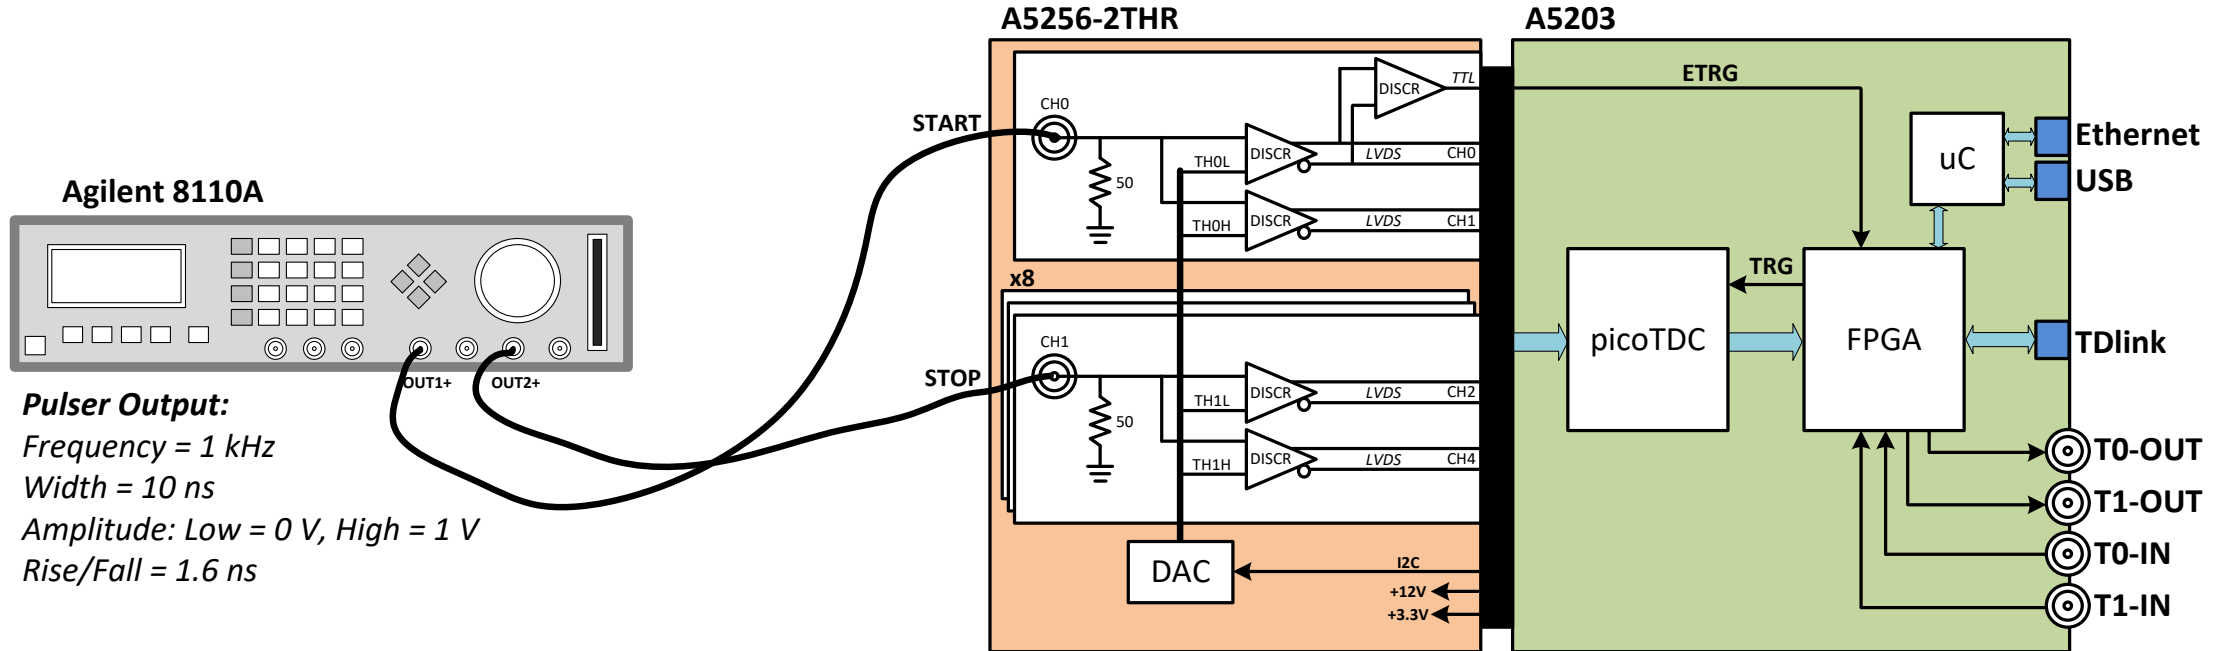 A5256-2THR
A5203
Agilent 8110A
OUT1+
OUT2+
Pulser Output:
Frequency = 1 kHz
Width = 10 ns
Amplitude: Low = 0 V, High = 1 V
Rise/Fall = 1.6 ns
START
STOP
CH0
50
TH0L
TH0H
DISCR
DISCR
DISCR
TTL
LVDS
CH0
LVDS
CH1
x8
CH1
50
TH1L
TH1H
DISCR
DISCR
LVDS
CH2
LVDS
CH4
DAC
I2C
+12V
+3.3V
ETRG
TRG
picoTDC
FPGA
uC
Ethernet
USB
TDlink
T0-OUT
T1-OUT
T0-IN
T1-IN